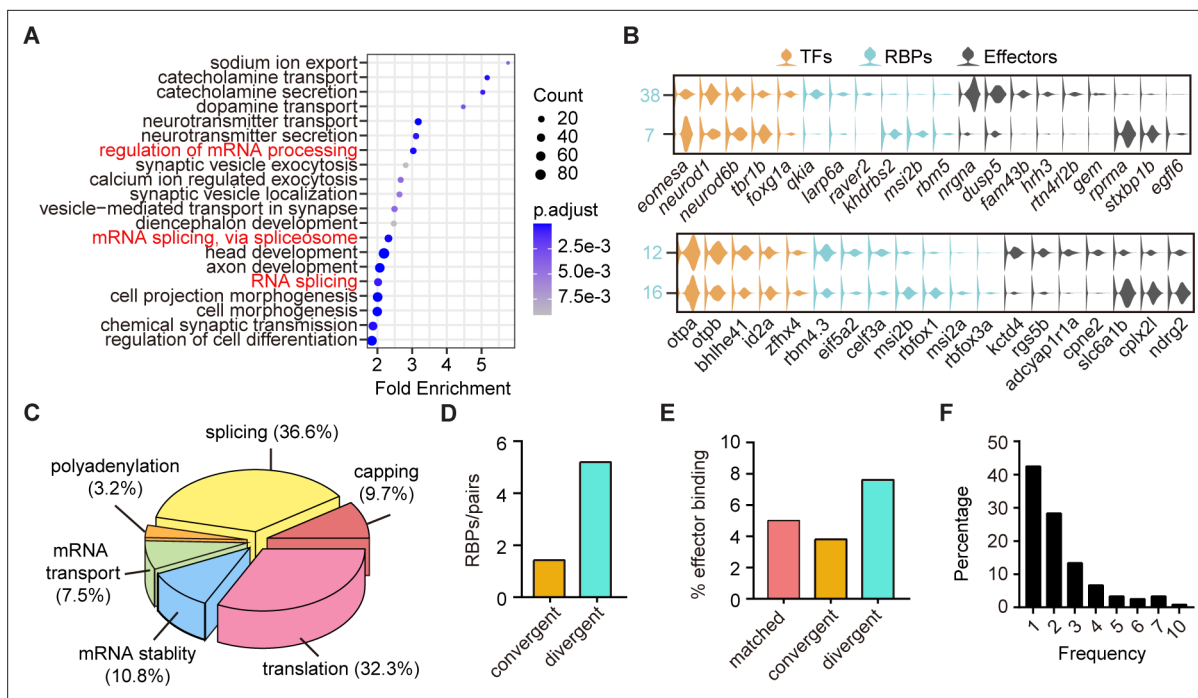 A
sodium ion export
catecholamine transport
catecholamine secretion
dopamine transport
neurotransmitter transport
neurotransmitter secretion
regulation of mRNA processing
synaptic vesicle exocytosis
calcium ion regulated exocytosis
synaptic vesicle localization
vesicle−mediated transport in synapse
diencephalon development
mRNA splicing, via spliceosome
head development
axon development
RNA splicing
cell projection morphogenesis
cell morphogenesis
chemical synaptic transmission
regulation of cell differentiation
2 3 4 5
Fold Enrichment
Count
20
40
60
80
p.adjust
2.5e-3
5.0e-3
7.5e-3
B
TFs RBPs Effectors
38
7
eomesa neurod1 neurod6b tbr1b foxg1a qkia larp6a raver2 khdrbs2 msi2b rbm5 nrgna dusp5 fam43b hrh3 rtn4rl2b gem rprma stxbp1b egfl6
12
16
otpa otpb bhlhe41 id2a zfhx4 rbm4.3 eif5a2 celf3a msi2b rbfox1 msi2a rbfox3a kctd4 rgs5b adcyap1r1a cpne2 slc6a1b cplx2l ndrg2
C
splicing (36.6%)
capping
(9.7%)
polyadenylation
(3.2%)
mRNA
transport
(7.5%)
mRNA stablity
(10.8%)
translation (32.3%)
D
RBPs/pairs
6
4
2
0
convergent divergent
E
% effector binding
10
8
6
4
2
0
matched convergent divergent
F
Percentage
50
40
30
20
10
0
1 2 3 4 5 6 7 10
Frequency